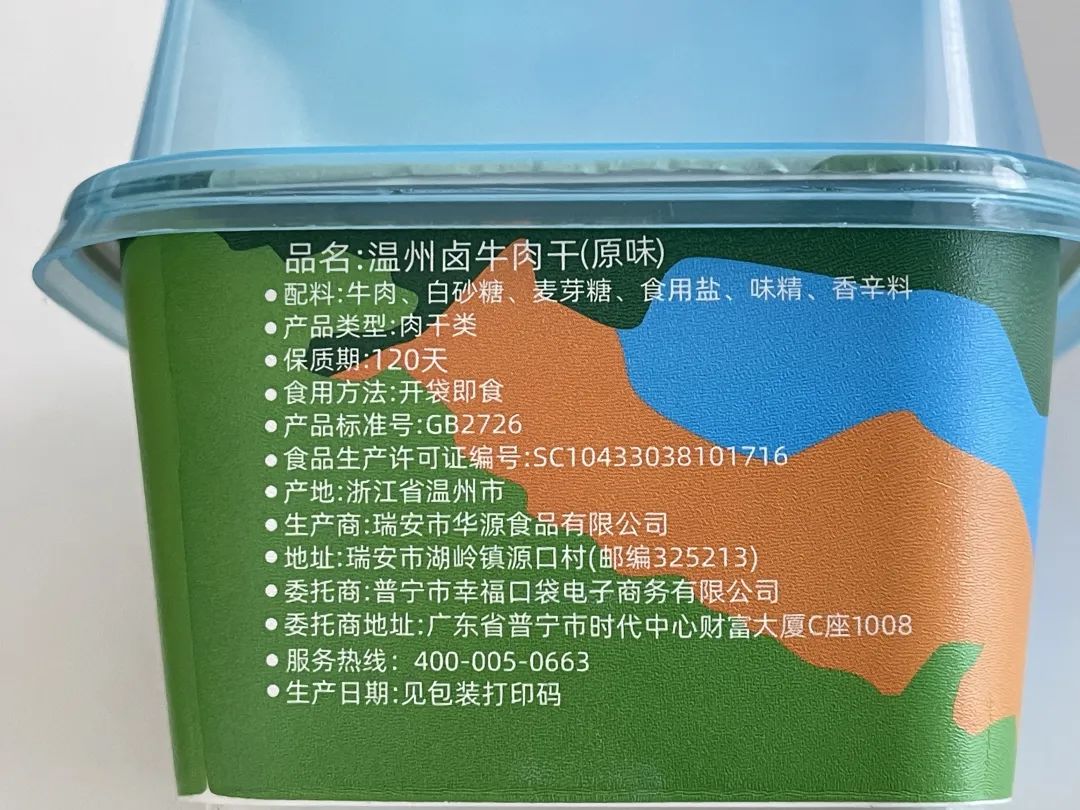 品名:温州卤牛肉干(原味)
●配料:牛肉、白砂糖、麦芽糖、食用盐、味精、香辛料
●产品类型:肉干类
●保质期:120天
●食用方法:开袋即食
●产品标准号:GB2726
●食品生产许可证编号:SC10433038101716
●产地:浙江省温州市
●生产商:瑞安市华源食品有限公司
●地址:瑞安市湖岭镇源口村(邮编325213)
●委托商:普宁市幸福口袋电子商务有限公司
●委托商地址:广东省普宁市时代中心财富大厦C座1008
●服务热线：400-005-0663
●生产日期:见包装打印码